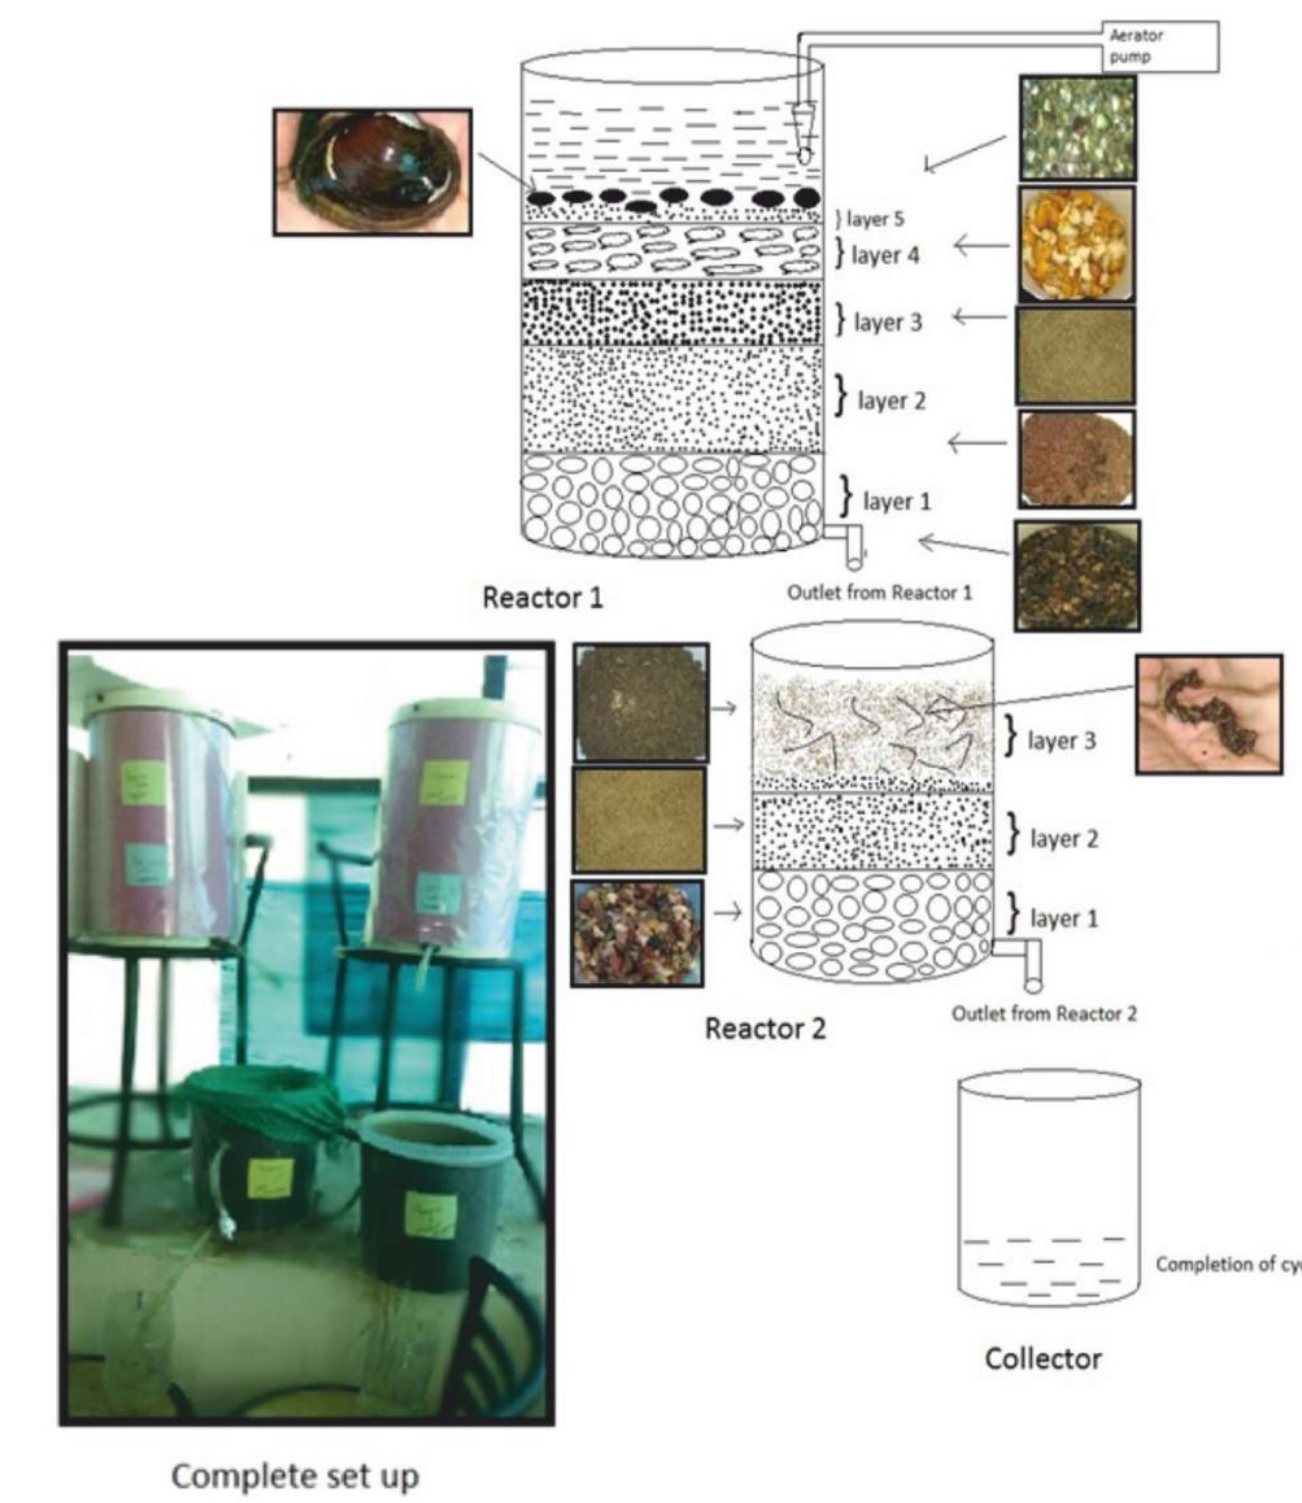 Aerator
pump
layer 5
layer 4
layer 3
layer 2
layer 1
Outlet from Reactor 1
Reactor 1
layer 3
layer 2
layer 1
Outlet from Reactor 2
Reactor 2
Completion of cy
Collector
Complete set up